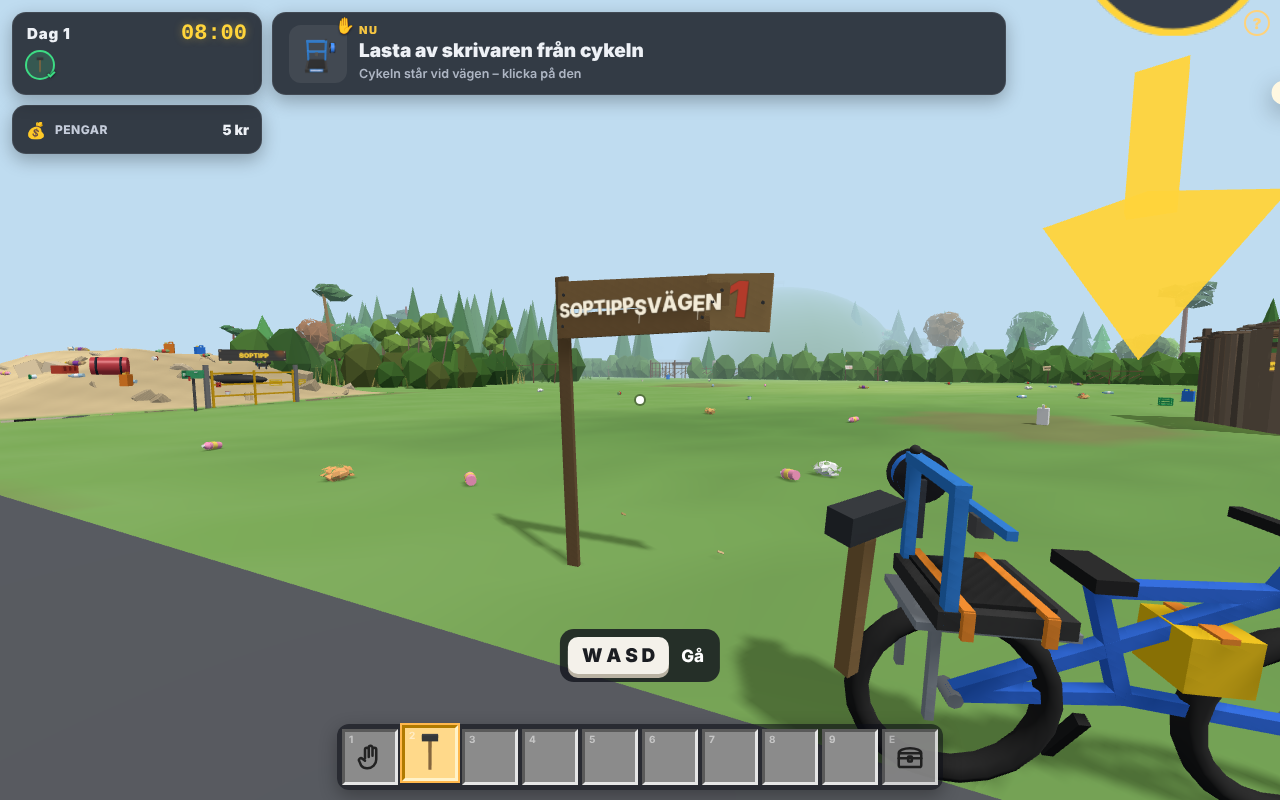 Dag 1
08:00
NU
Lasta av skrivaren från cykeln
Cykeln står vid vägen – klicka på den
PENGAR
5 kr
SOPTIPPSVÄGEN 1
SOPTIPP
WASD Gå
1
2
3
4
5
6
7
8
9
E
?